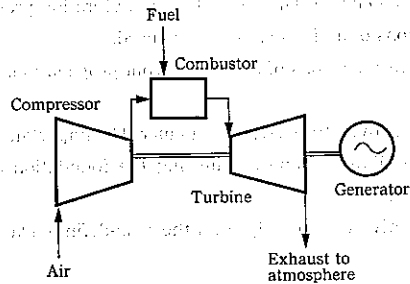 Fuel
Combustor
Compressor
Turbine
Generator
Air
Exhaust to
atmosphere